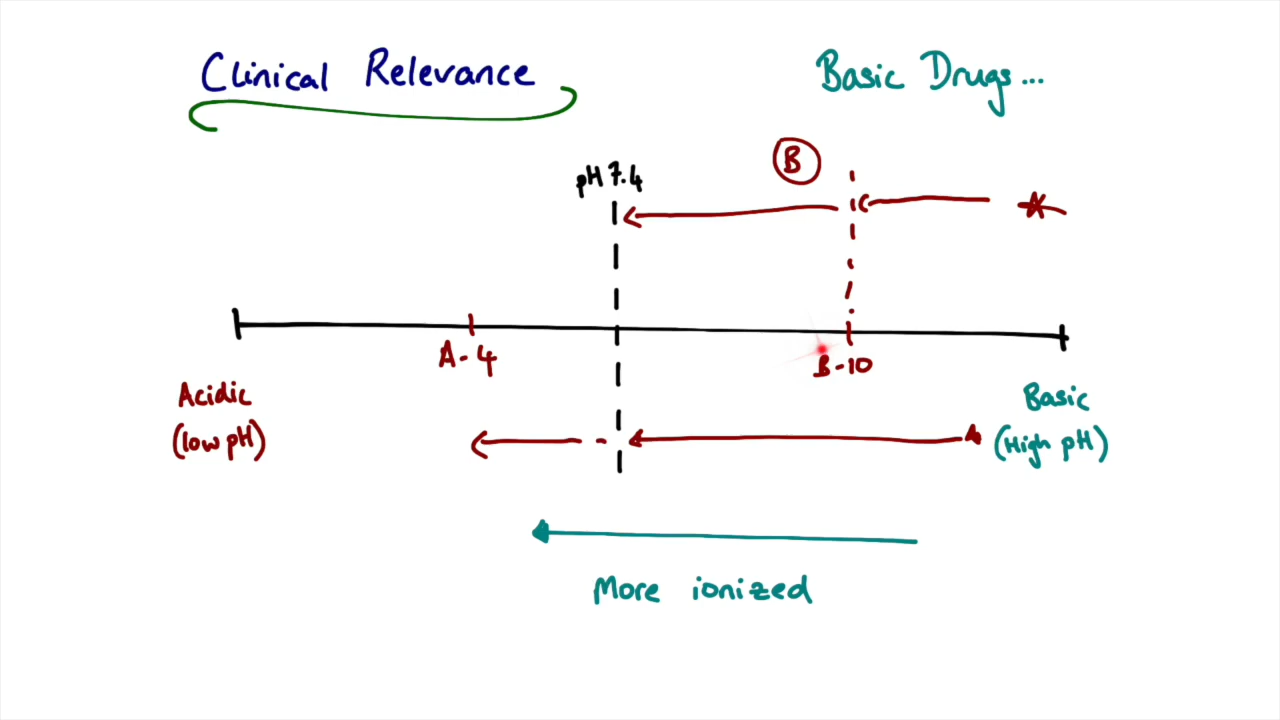 Clinical Relevance
Basic Drugs...
B
pH 7.4
A-4
B-10
Acidic
(low pH)
Basic
(High pH)
More ionized